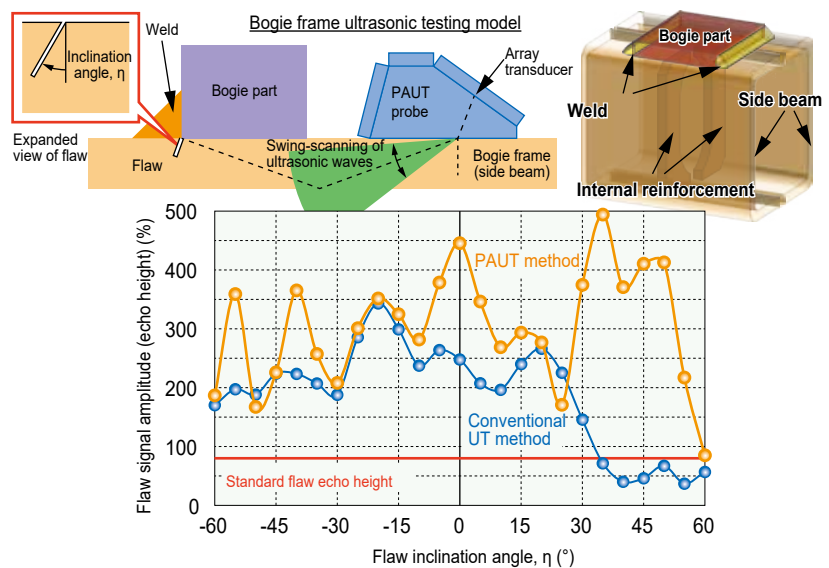 Bogie frame ultrasonic testing model
Inclination
angle, η
Weld
Bogie part
PAUT
probe
Array
transducer
Expanded
view of flaw
Flaw
Swing-scanning of
ultrasonic waves
Bogie frame
(side beam)
Bogie part
Weld
Side beam
Internal reinforcement
Flaw signal amplitude (echo height) (%)
500
400
300
200
100
0
PAUT method
Conventional
UT method
Standard flaw echo height
-60 -45 -30 -15 0 15 30 45 60
Flaw inclination angle, η (°)